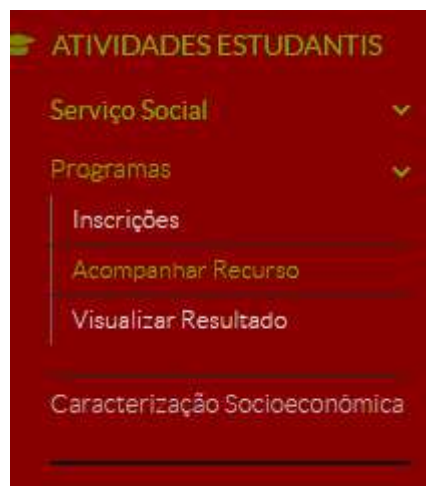 ATIVIDADES ESTUDANTIS
Serviço Social
Programas
Inscrições
Acompanhar Recurso
Visualizar Resultado
Caracterização Socioeconômica